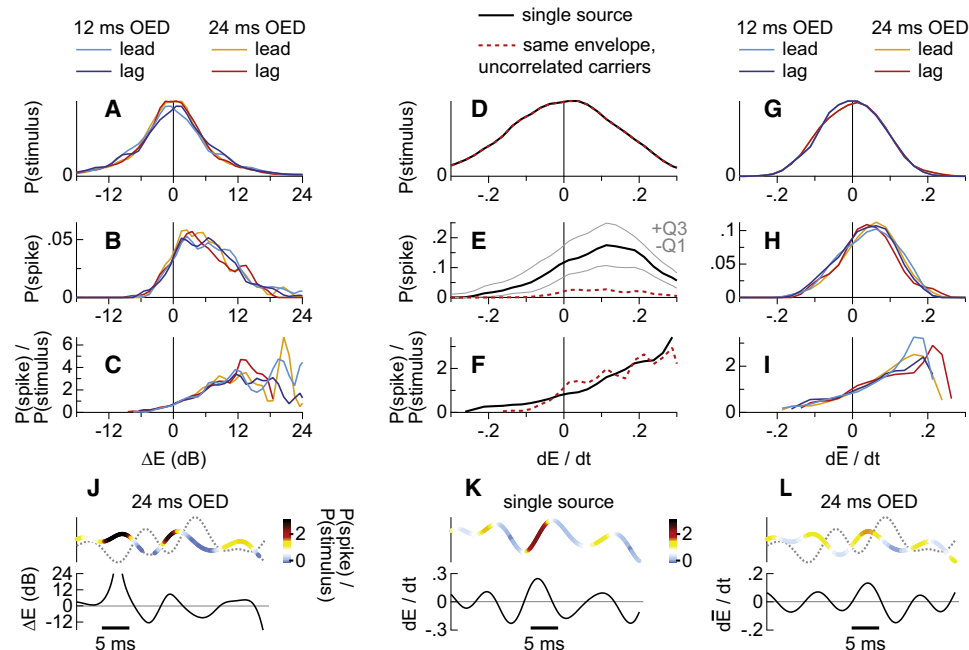 12 ms OED 24 ms OED
lead lead
lag lag
single source
same envelope,
uncorrelated carriers
12 ms OED 24 ms OED
lead lead
lag lag
A
P(stimulus)
0
-12 0 12 24
D
P(stimulus)
0
-.2 0 .2
G
P(stimulus)
0
-.2 0 .2
B
P(spike)
.05
0
-12 0 12 24
E
+Q3
-Q1
P(spike)
.2
0
-.2 0 .2
H
P(spike)
.1
0
-.2 0 .2
C
P(spike) /
P(stimulus)
6
4
2
0
-12 0 12 24
ΔE (dB)
F
P(spike) /
P(stimulus)
2
0
-.2 0 .2
dE / dt
I
P(spike) /
P(stimulus)
2
0
-.2 0 .2
dE̅ / dt
J
24 ms OED
2
0
P(spike) /
P(stimulus)
ΔE (dB)
24
12
0
-12
5 ms
K
single source
2
0
dE / dt
.3
0
-.3
5 ms
L
24 ms OED
dE̅ / dt
.2
0
-.2
5 ms